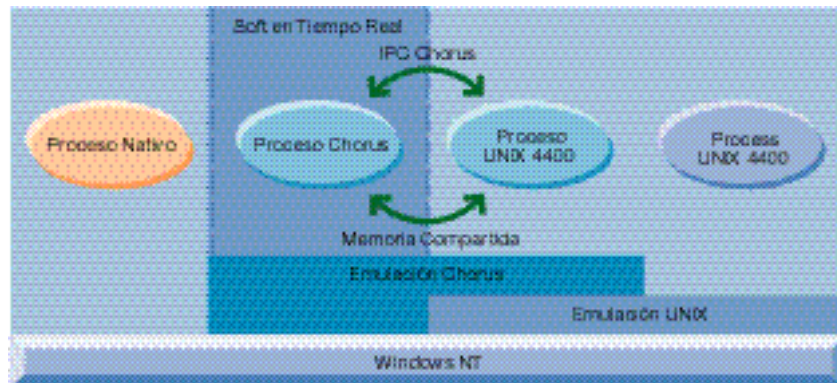 Soft en Tiempo Real
IPC Chorus
Proceso Nativo
Proceso Chorus
Proceso
UNIX 4400
Process
UNIX 4400
Memoria Compartida
Emulación Chorus
Emulación UNIX
Windows NT